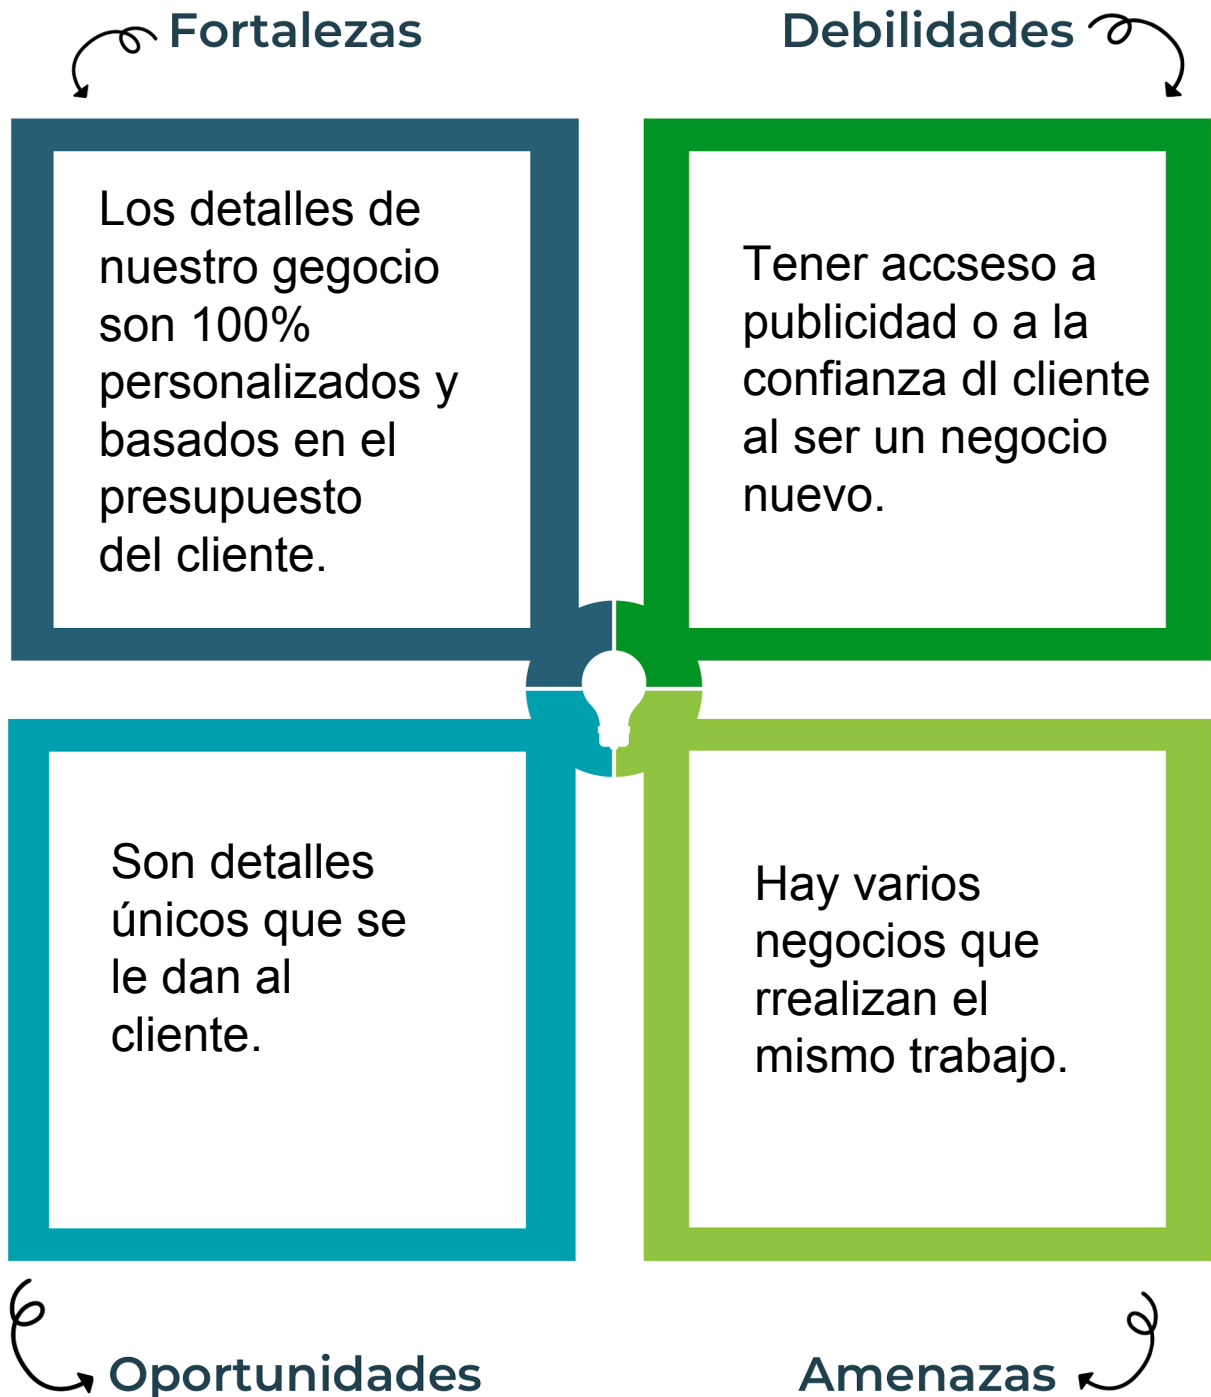 Fortalezas
Los detalles de
nuestro gegocio
son 100%
personalizados y
basados en el
presupuesto
del cliente.
Debilidades
Tener accseso a
publicidad o a la
confianza dl cliente
al ser un negocio
nuevo.
Son detalles
únicos que se
le dan al
cliente.
Oportunidades
Hay varios
negocios que
rrealizan el
mismo trabajo.
Amenazas